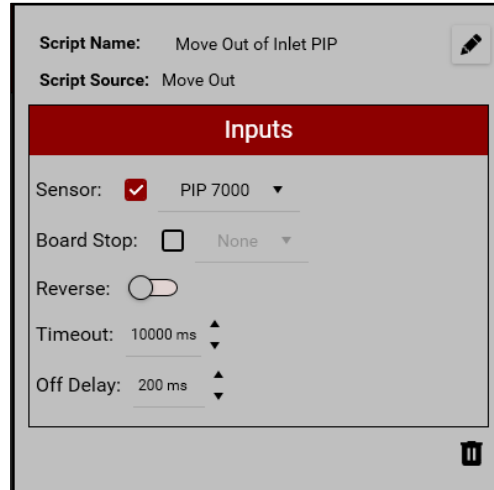 Script Name: Move Out of Inlet PIP
Script Source: Move Out
Inputs
Sensor: PIP 7000
Board Stop: None
Reverse:
Timeout: 10000 ms
Off Delay: 200 ms